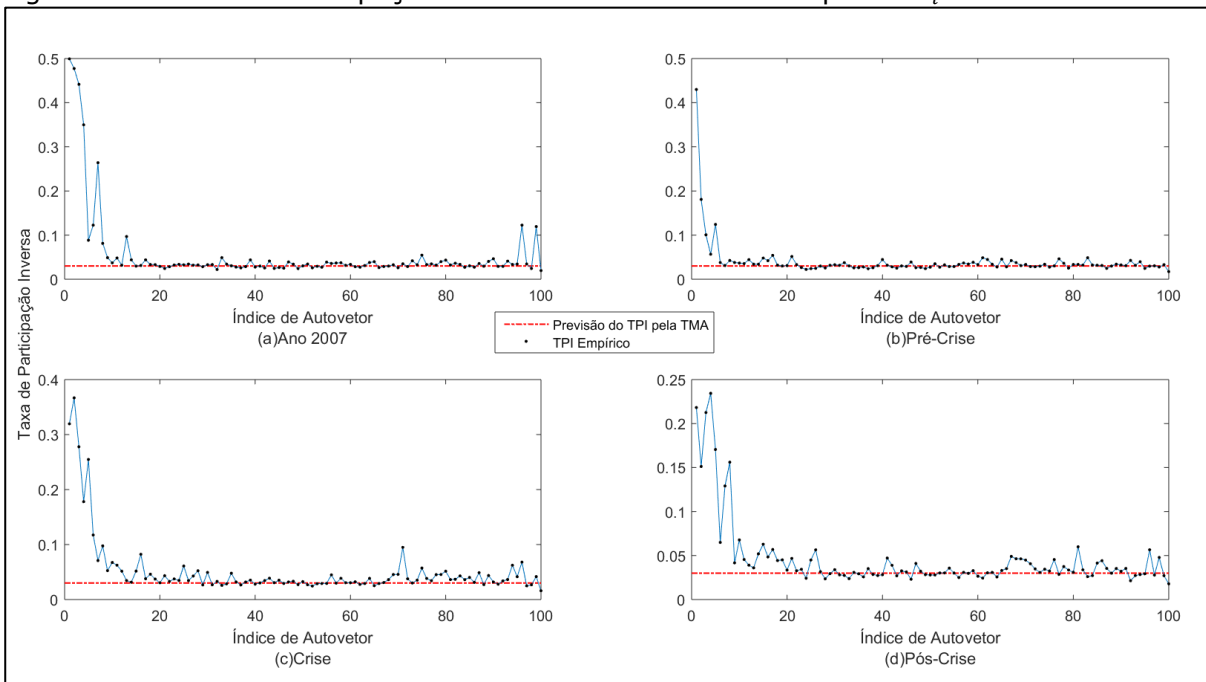 Taxa de Participação Inversa
0.5
0.4
0.3
0.2
0.1
0
0 20 40 60 80 100
Índice de Autovetor
(a)Ano 2007
0.5
0.4
0.3
0.2
0.1
0
0 20 40 60 80 100
Índice de Autovetor
(b)Pré-Crise
Previsão do TPI pela TMA
TPI Empírico
0.4
0.3
0.2
0.1
0
0 20 40 60 80 100
Índice de Autovetor
(c)Crise
0.25
0.2
0.15
0.1
0.05
0
0 20 40 60 80 100
Índice de Autovetor
(d)Pós-Crise